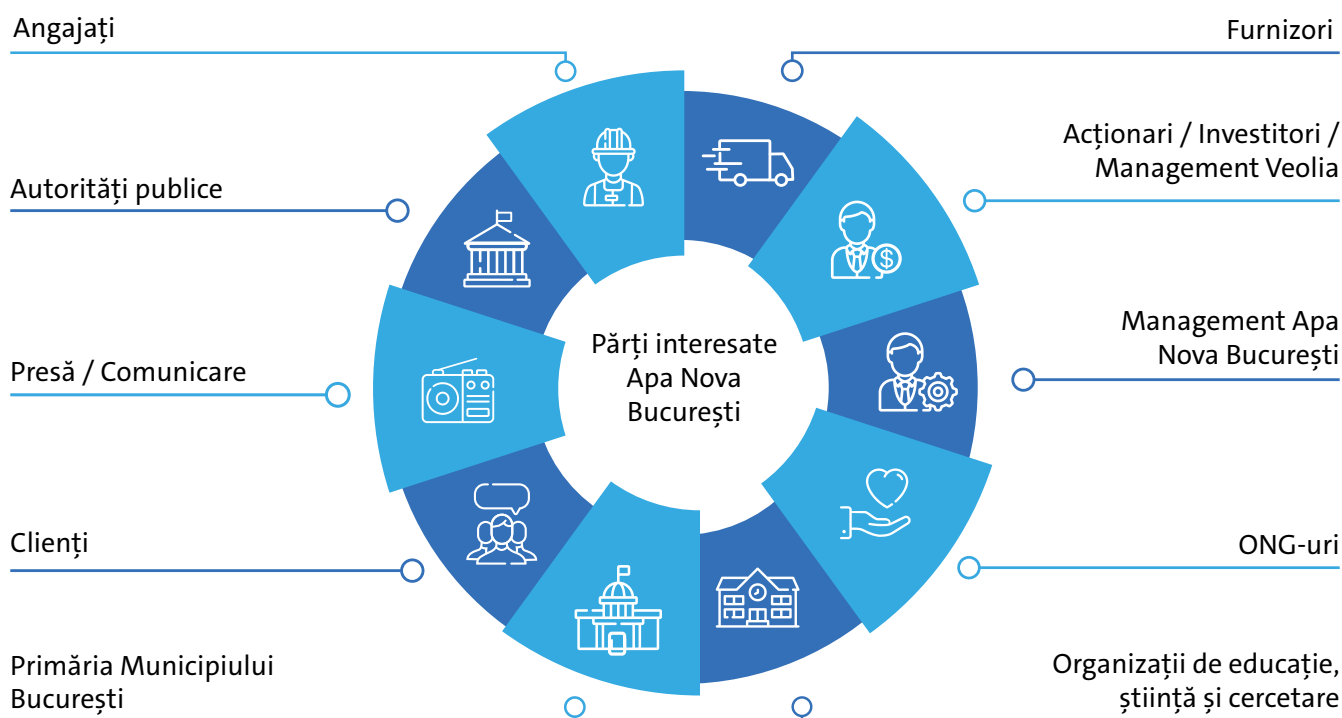 Angajați
Furnizori
Acționari / Investitori /
Management Veolia
Autorități publice
Management Apa
Nova București
Părți interesate
Apa Nova
București
Presă / Comunicare
Clienți
ONG-uri
Primăria Municipiului
București
Organizații de educație,
știință și cercetare
$